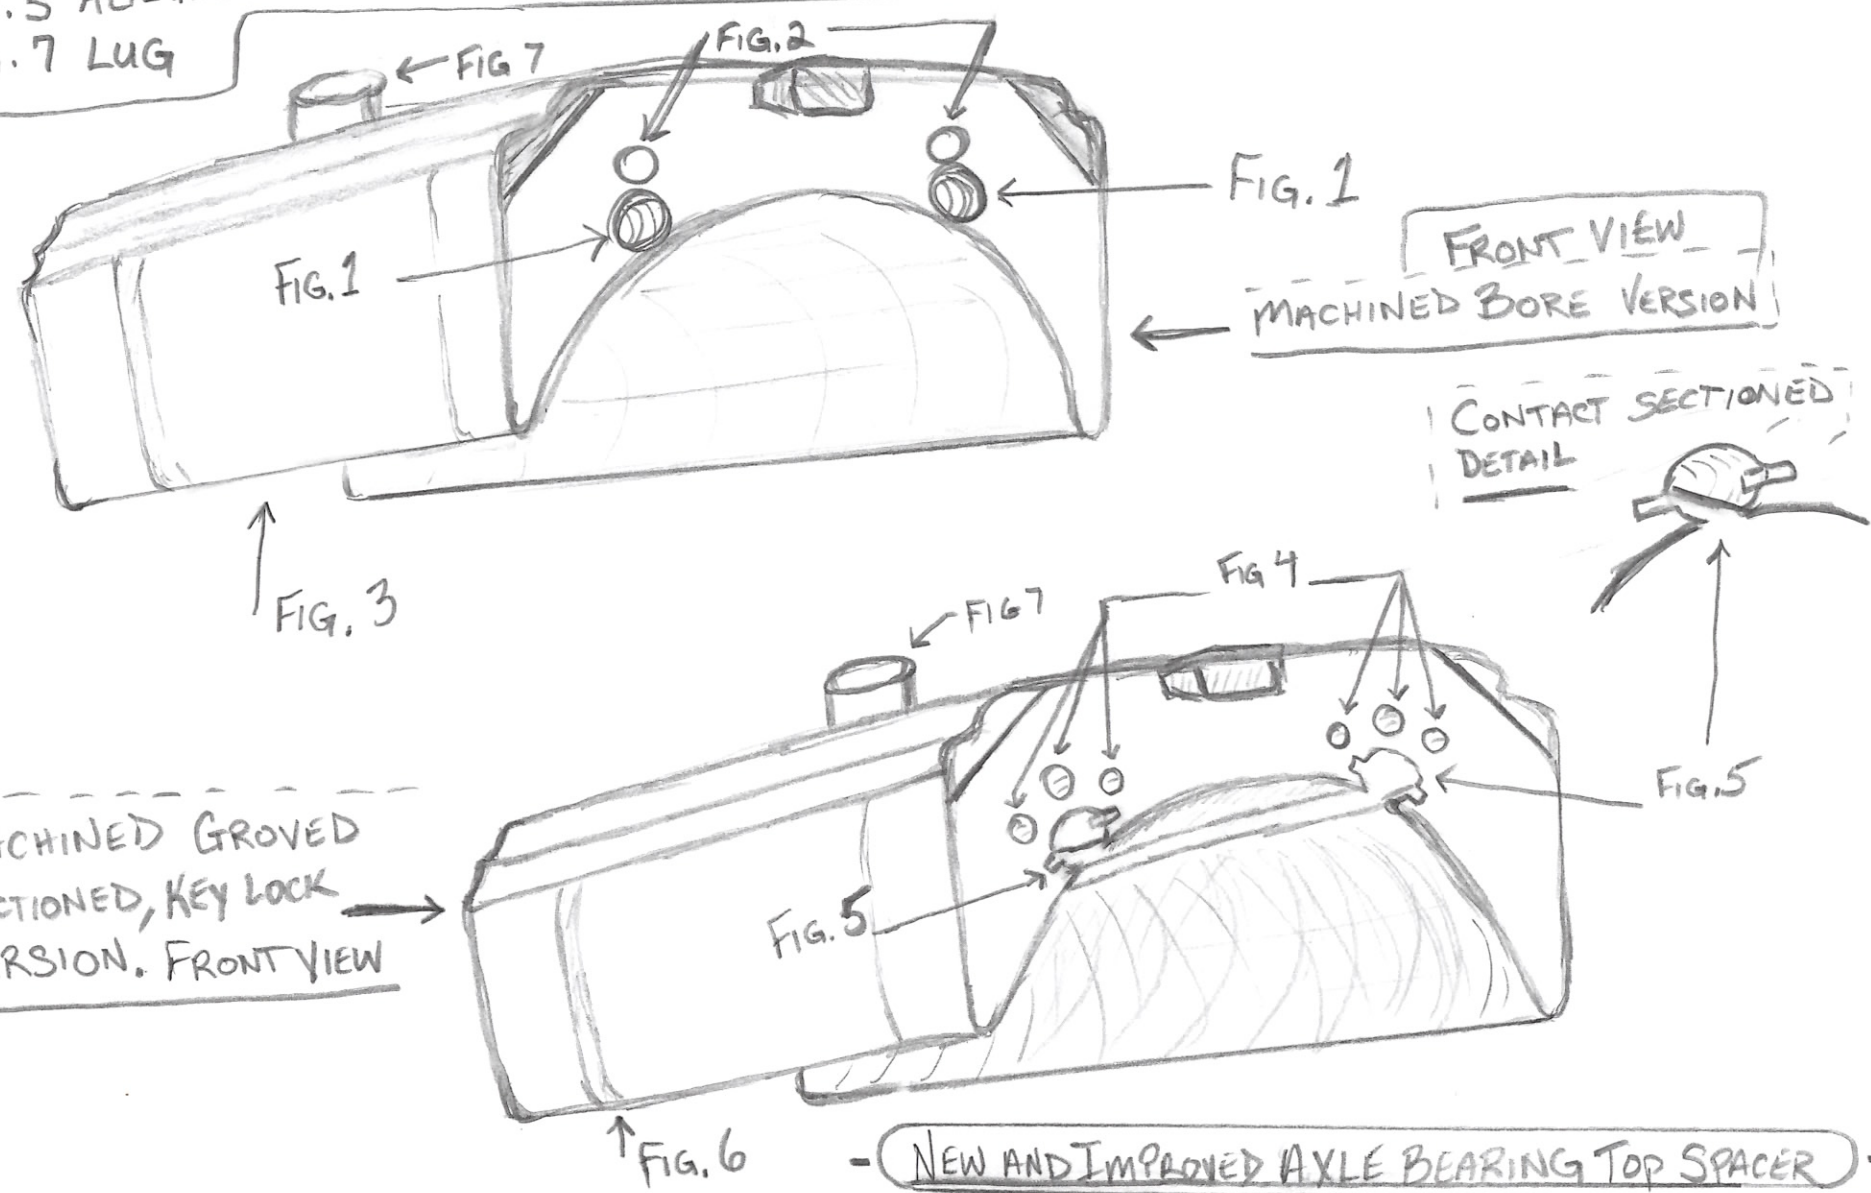 .7 LUG
FIG 7
FIG. 2
FIG. 1
FIG. 1
FRONT VIEW
MACHINED BORE VERSION
CONTACT SECTIONED
DETAIL
FIG. 3
FIG 4
FIG 7
FIG. 5
CHINED GROVED
TIONED, KEY LOCK
RSION. FRONT VIEW
FIG. 5
FIG. 6
- NEW AND IMPROVED AXLE BEARING TOP SPACER.